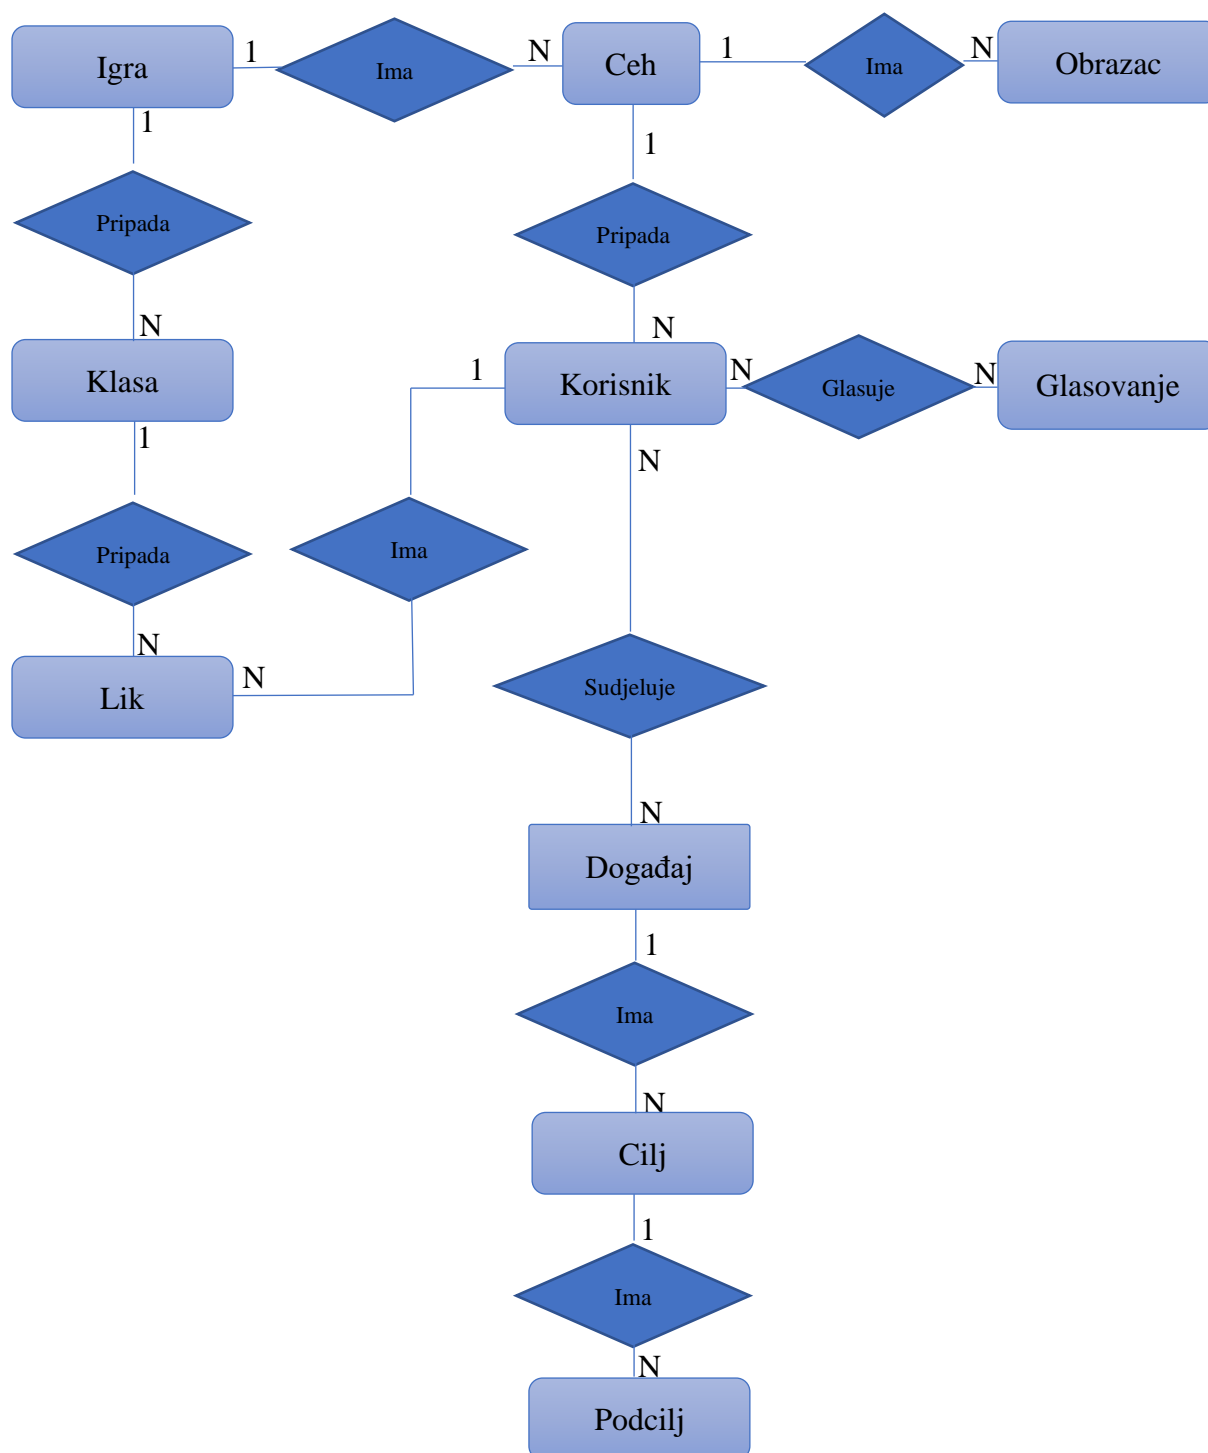 Igra
1
Ima
N
Ceh
1
Ima
N
Obrazac
1
1
Pripada
Pripada
N
N
Klasa
1
Korisnik
N
Glasuje
N
Glasovanje
1
N
Pripada
Ima
N
N
Lik
Sudjeluje
N
Događaj
1
Ima
N
Cilj
1
Ima
N
Podcilj